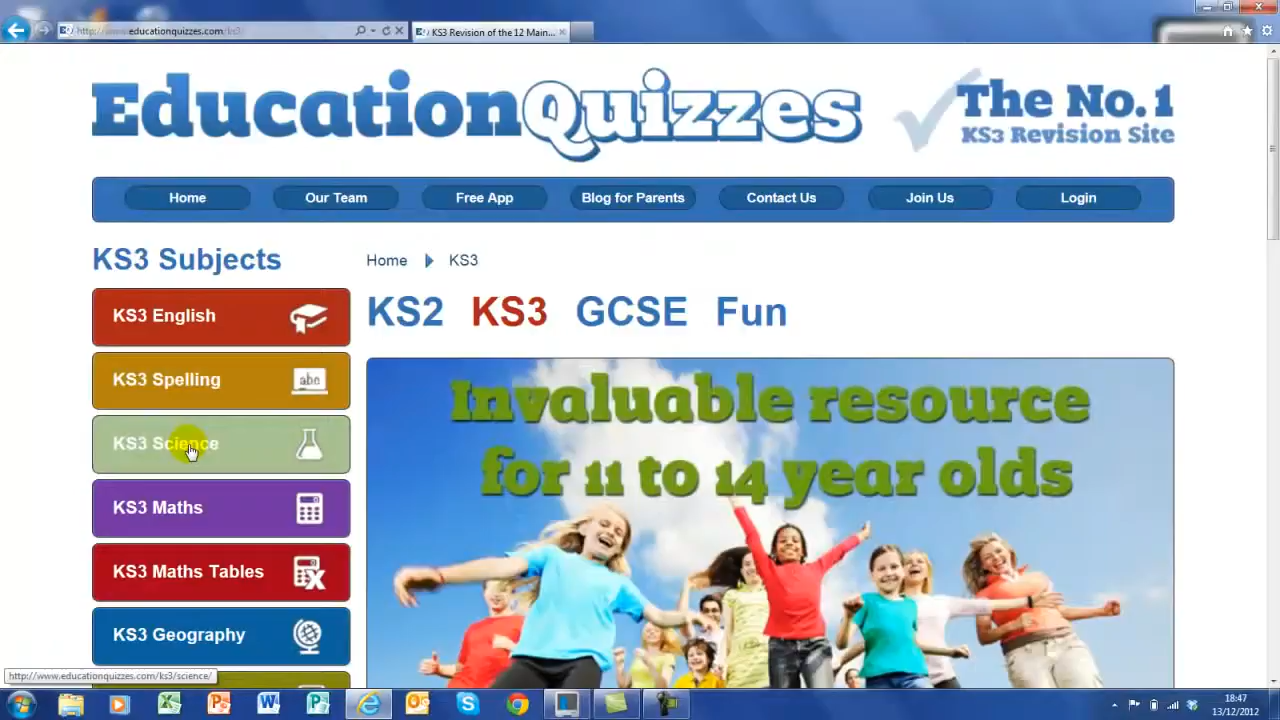 http://www.educationquizzes.com/ks3
KS3 Revision of the 12 Main...
EducationQuizzes
The No.1
KS3 Revision Site
Home
Our Team
Free App
Blog for Parents
Contact Us
Join Us
Login
KS3 Subjects
Home
KS3
KS3 English
KS2
KS3
GCSE
Fun
KS3 Spelling
abc
Invaluable resource
for 11 to 14 year olds
KS3 Science
KS3 Maths
KS3 Maths Tables
KS3 Geography
http://www.educationquizzes.com/ks3/science/
18:47
13/12/2012